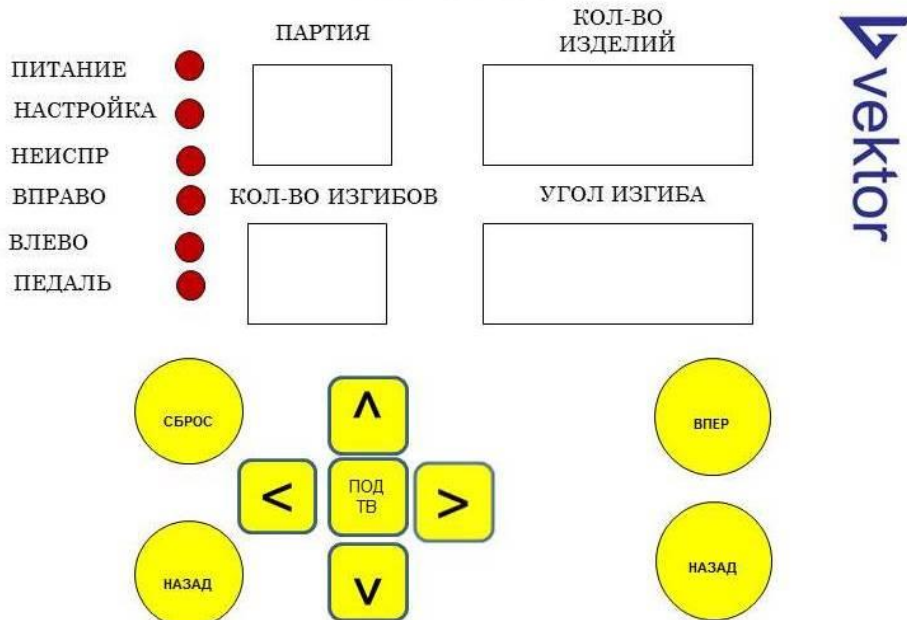 ПАРТИЯ
КОЛ-ВО
ИЗДЕЛИЙ
ПИТАНИЕ
НАСТРОЙКА
НЕИСПР
ВПРАВО
ВЛЕВО
ПЕДАЛЬ
КОЛ-ВО ИЗГИБОВ
УГОЛ ИЗГИБА
vektor
СБРОС
^
ВПЕР
<
ПОД
ТВ
>
НАЗАД
v
НАЗАД